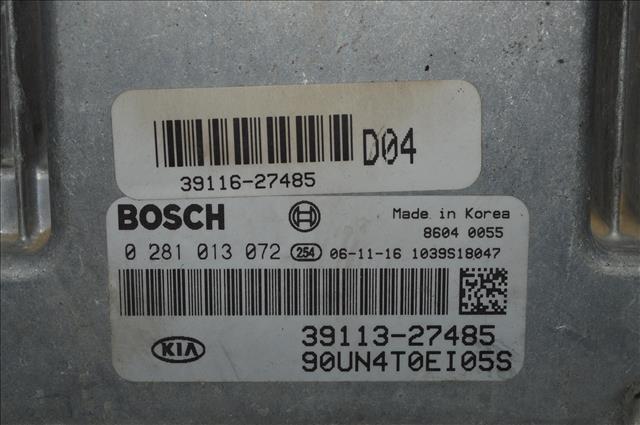 D04
39116-27485
BOSCH
Made in Korea
8604 0055
0 281 013 072 254 06-11-16 1039S18047
KIA
39113-27485
90UN4T0EI05S